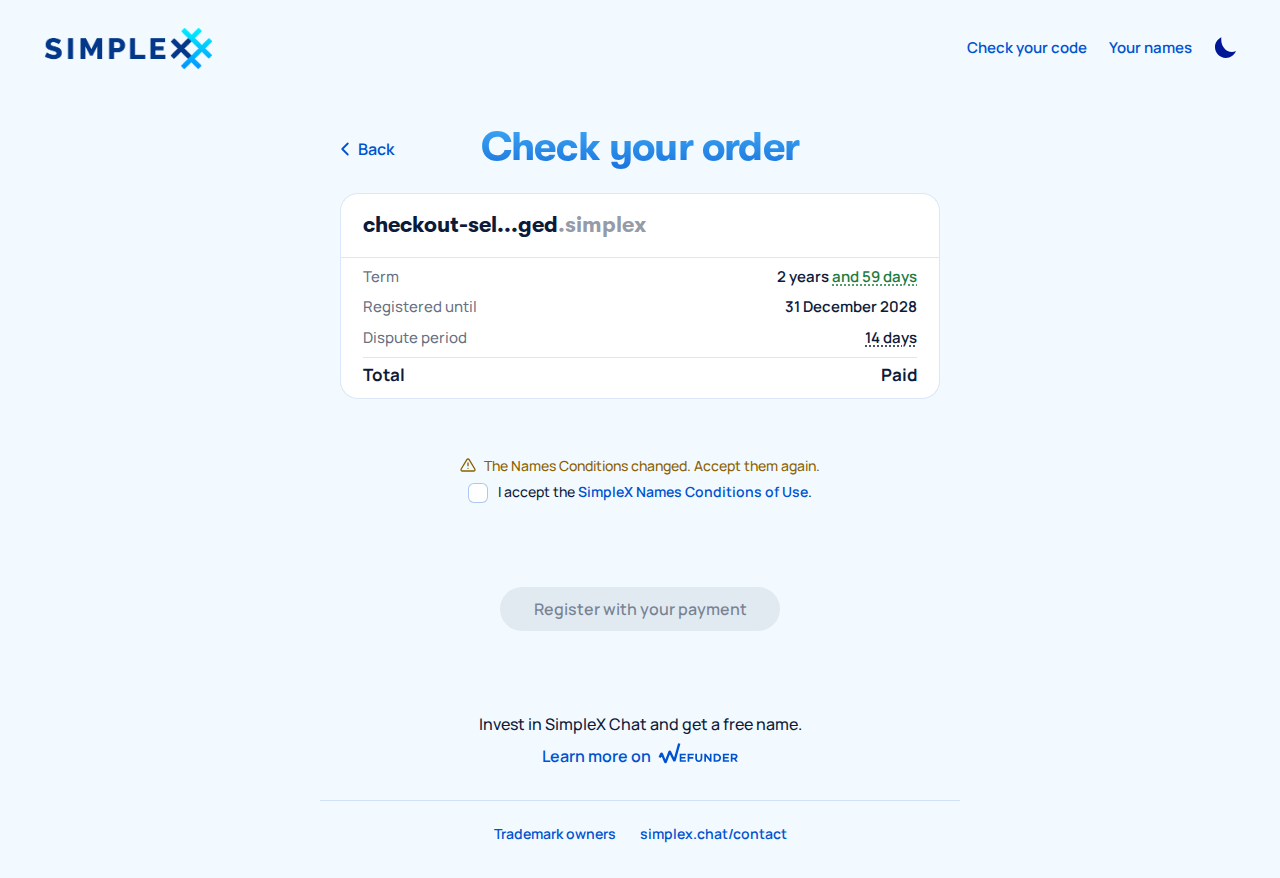 SIMPLEX
Check your code
Your names
Back
Check your order
checkout-sel...ged.simplex
Term
2 years and 59 days
Registered until
31 December 2028
Dispute period
14 days
Total
Paid
The Names Conditions changed. Accept them again.
I accept the SimpleX Names Conditions of Use.
Register with your payment
Invest in SimpleX Chat and get a free name.
Learn more on WEFUNDER
Trademark owners
simplex.chat/contact